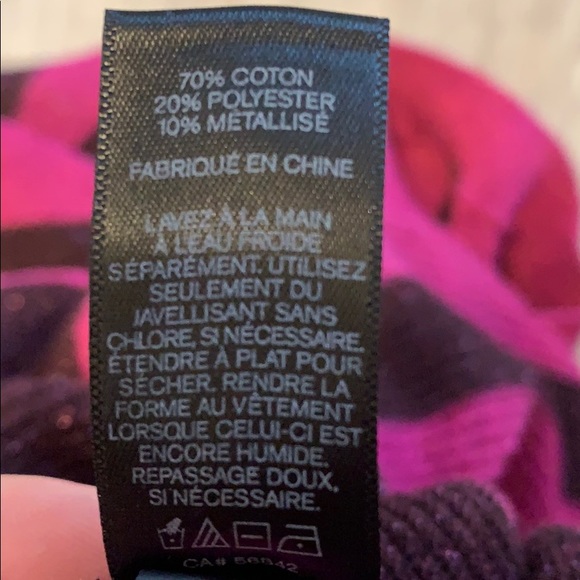 70% COTON
20% POLYESTER
10% MÉTALLISÉ
FABRIQUÉ EN CHINE
LAVEZ À LA MAIN
À L'EAU FROIDE
SÉPARÉMENT. UTILISEZ
SEULEMENT DU
JAVELLISANT SANS
CHLORE, SI NÉCESSAIRE.
ÉTENDRE À PLAT POUR
SÉCHER. RENDRE LA
FORME AU VÊTEMENT
LORSQUE CELUI-CI EST
ENCORE HUMIDE.
REPASSAGE DOUX,
SI NÉCESSAIRE.
CA#